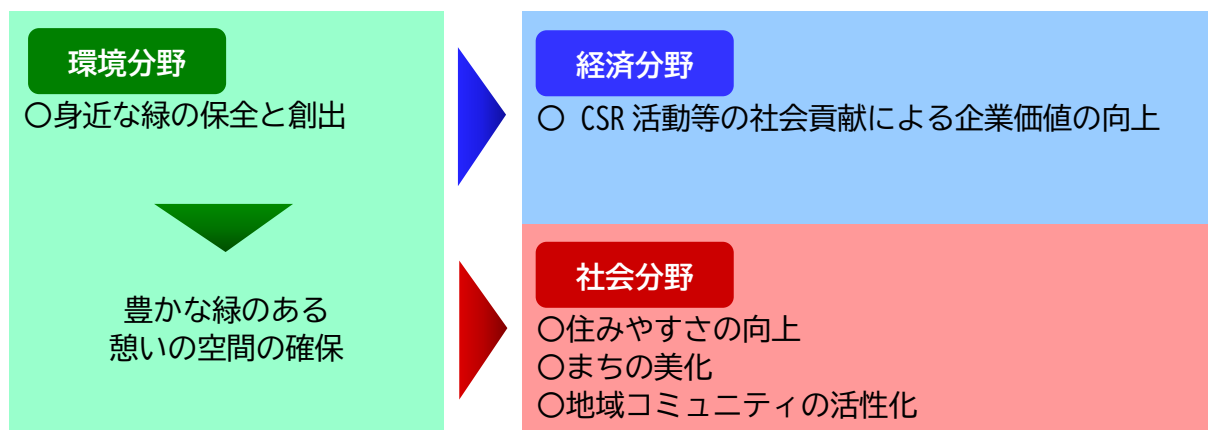 環境分野
〇身近な緑の保全と創出
豊かな緑のある
憩いの空間の確保
経済分野
〇 CSR 活動等の社会貢献による企業価値の向上
社会分野
〇住みやすさの向上
〇まちの美化
〇地域コミュニティの活性化